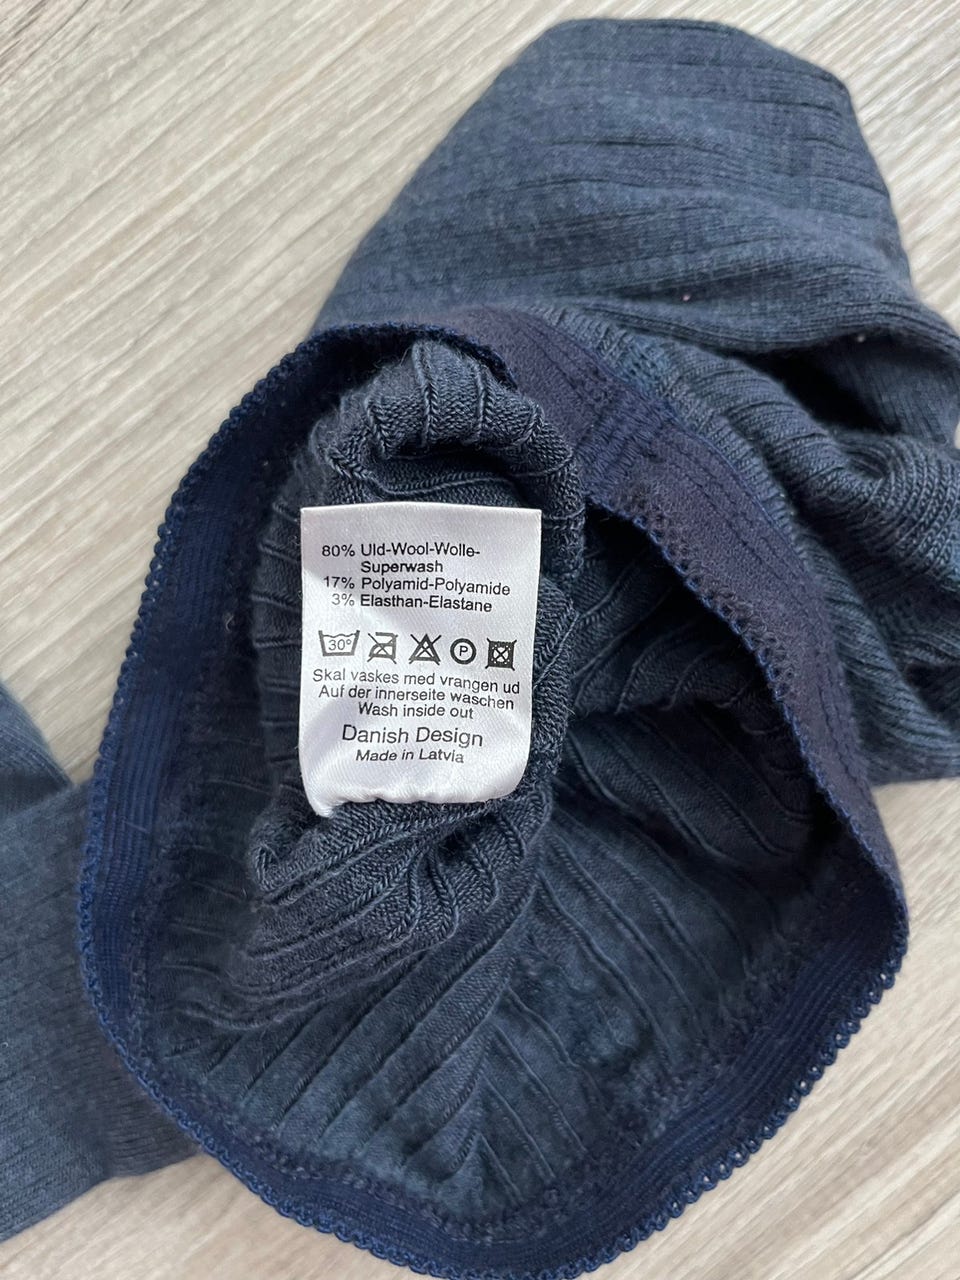 80% Uld-Wool-Wolle-
Superwash
17% Polyamid-Polyamide
3% Elasthan-Elastane
30° P
Skal vaskes med vrangen ud
Auf der innerseite waschen
Wash inside out
Danish Design
Made in Latvia